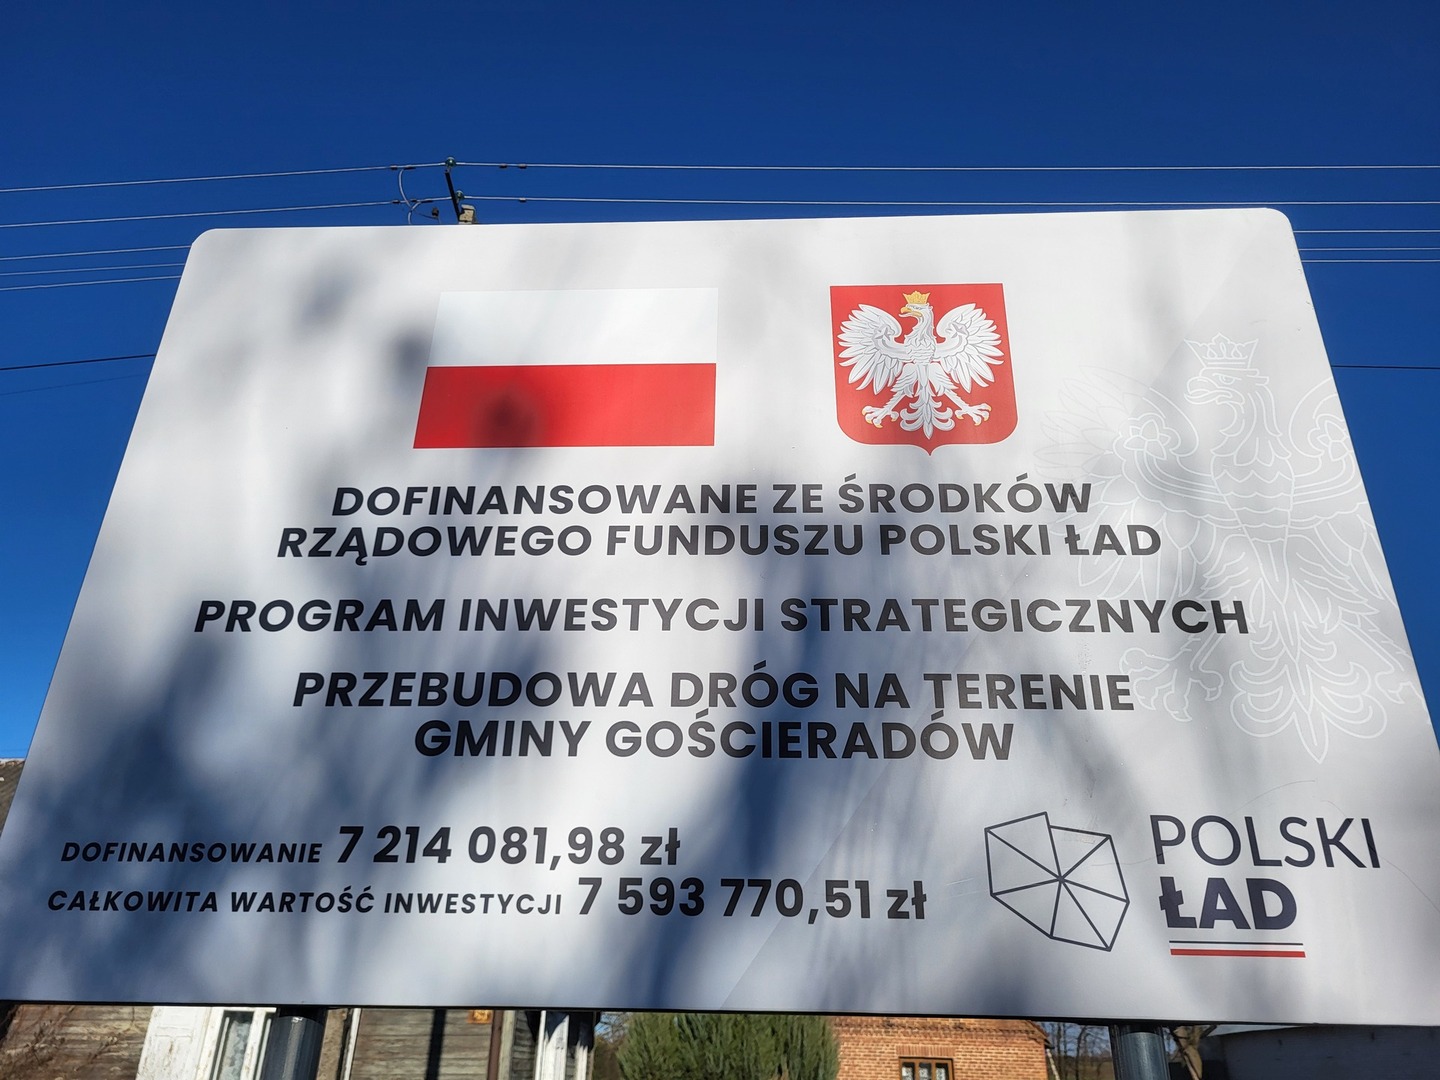 DOFINANSOWANE ZE ŚRODKÓW
RZĄDOWEGO FUNDUSZU POLSKI ŁAD
PROGRAM INWESTYCJI STRATEGICZNYCH
PRZEBUDOWA DRÓG NA TERENIE
GMINY GOŚCIERADÓW
DOFINANSOWANIE 7 214 081,98 zł
CAŁKOWITA WARTOŚĆ INWESTYCJI 7 593 770,51 zł
POLSKI
ŁAD